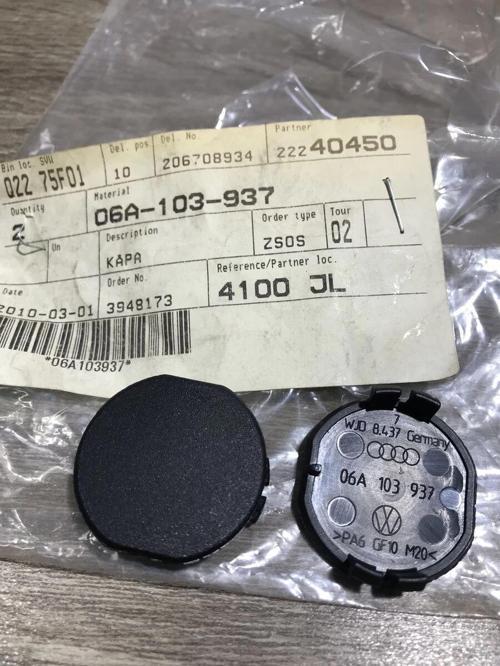 Bin loc. SVW
022 75F01
Del. pos
10
Del. No.
206708934
Partner
22240450
Quantity
2
Un
Material
06A-103-937
Description
KAPA
Order type
ZSOS
Tour
02
Date
2010-03-01
Order No.
3948173
Reference/Partner loc.
4100 JL
*06A103937*
7
WJD 8.437 Germany
06A 103 937
>PA6 GF10 M20<